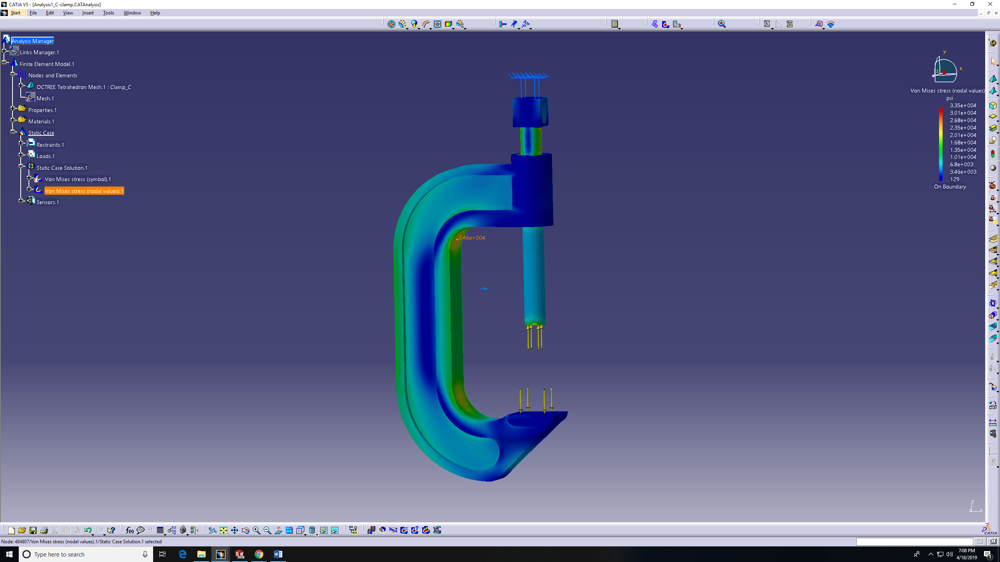 CATIA V5 - [Analysis1_C-clamp.CATAnalysis]
Start File Edit View Insert Tools Window Help
Analysis Manager
Links Manager.1
Finite Element Model.1
Nodes and Elements
OCTREE Tetrahedron Mesh.1 : Clamp_C
Mesh.1
Properties.1
Materials.1
Static Case
Restraints.1
Loads.1
Static Case Solution.1
Von Mises stress (symbol).1
Von Mises stress (nodal values).1
Sensors.1
2.46e+004
y
x
z
Von Mises stress (nodal values)
psi
3.35e+004
3.01e+004
2.68e+004
2.35e+004
2.01e+004
1.68e+004
1.35e+004
1.01e+004
6.8e+003
3.46e+003
129
On Boundary
y
z x
f(x)
DS CATIA
Node: 484807/Von Mises stress (nodal values).1/Static Case Solution.1 selected
Type here to search
SW
2018
7:08 PM
4/18/2019
1